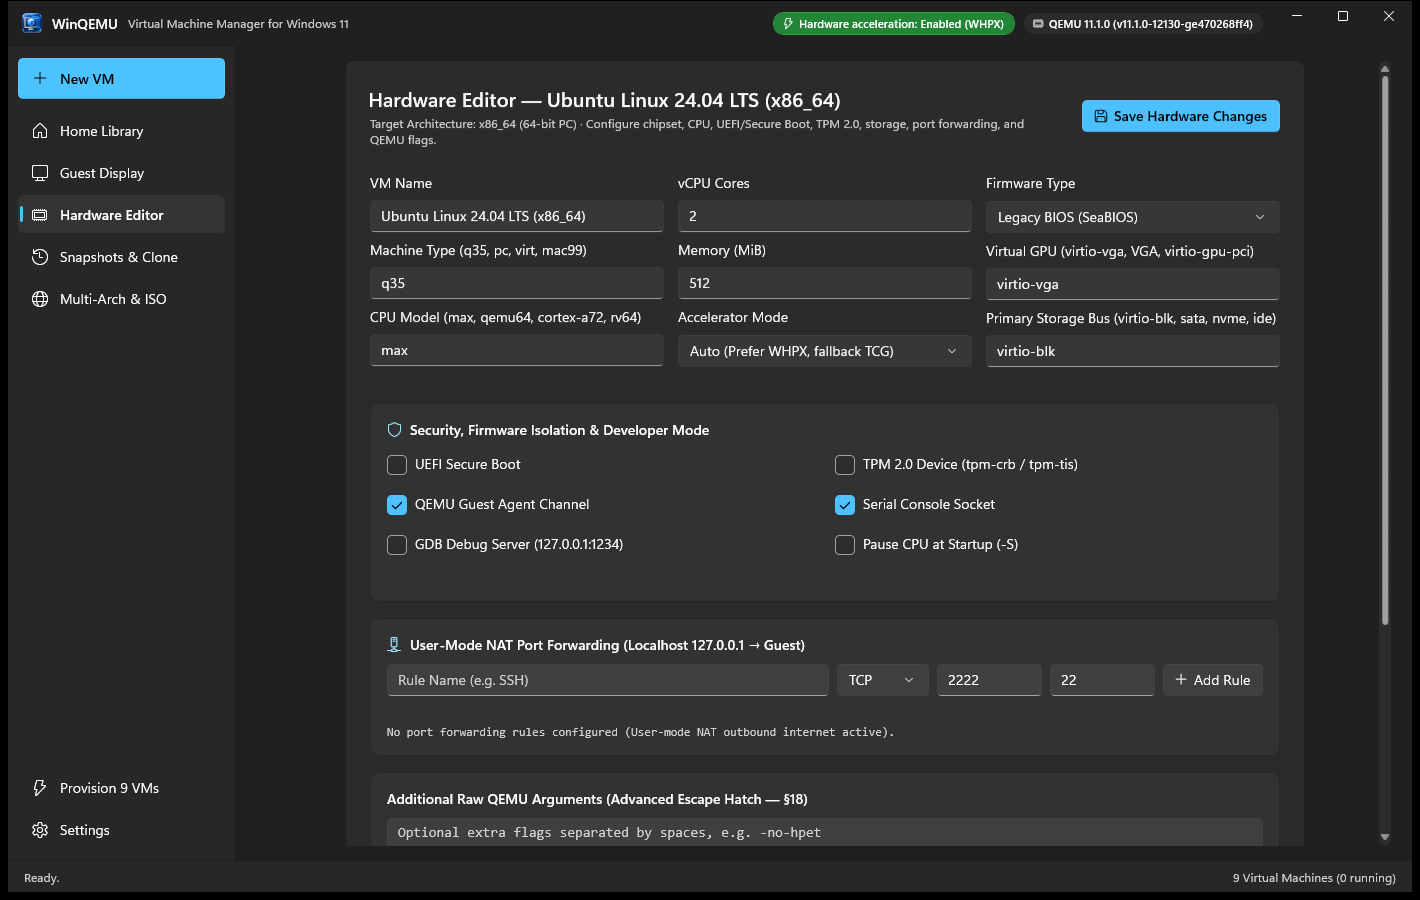 WinQEMU Virtual Machine Manager for Windows 11
Hardware acceleration: Enabled (WHPX)
QEMU 11.1.0 (v11.1.0-12130-ge470268ff4)
New VM
Home Library
Guest Display
Hardware Editor
Snapshots & Clone
Multi-Arch & ISO
Provision 9 VMs
Settings
Hardware Editor — Ubuntu Linux 24.04 LTS (x86_64)
Target Architecture: x86_64 (64-bit PC) · Configure chipset, CPU, UEFI/Secure Boot, TPM 2.0, storage, port forwarding, and
QEMU flags.
Save Hardware Changes
VM Name
Ubuntu Linux 24.04 LTS (x86_64)
Machine Type (q35, pc, virt, mac99)
q35
CPU Model (max, qemu64, cortex-a72, rv64)
max
vCPU Cores
2
Memory (MiB)
512
Accelerator Mode
Auto (Prefer WHPX, fallback TCG)
Firmware Type
Legacy BIOS (SeaBIOS)
Virtual GPU (virtio-vga, VGA, virtio-gpu-pci)
virtio-vga
Primary Storage Bus (virtio-blk, sata, nvme, ide)
virtio-blk
Security, Firmware Isolation & Developer Mode
UEFI Secure Boot
TPM 2.0 Device (tpm-crb / tpm-tis)
QEMU Guest Agent Channel
Serial Console Socket
GDB Debug Server (127.0.0.1:1234)
Pause CPU at Startup (-S)
User-Mode NAT Port Forwarding (Localhost 127.0.0.1 → Guest)
Rule Name (e.g. SSH)
TCP
2222
22
Add Rule
No port forwarding rules configured (User-mode NAT outbound internet active).
Additional Raw QEMU Arguments (Advanced Escape Hatch — §18)
Optional extra flags separated by spaces, e.g. -no-hpet
Ready.
9 Virtual Machines (0 running)